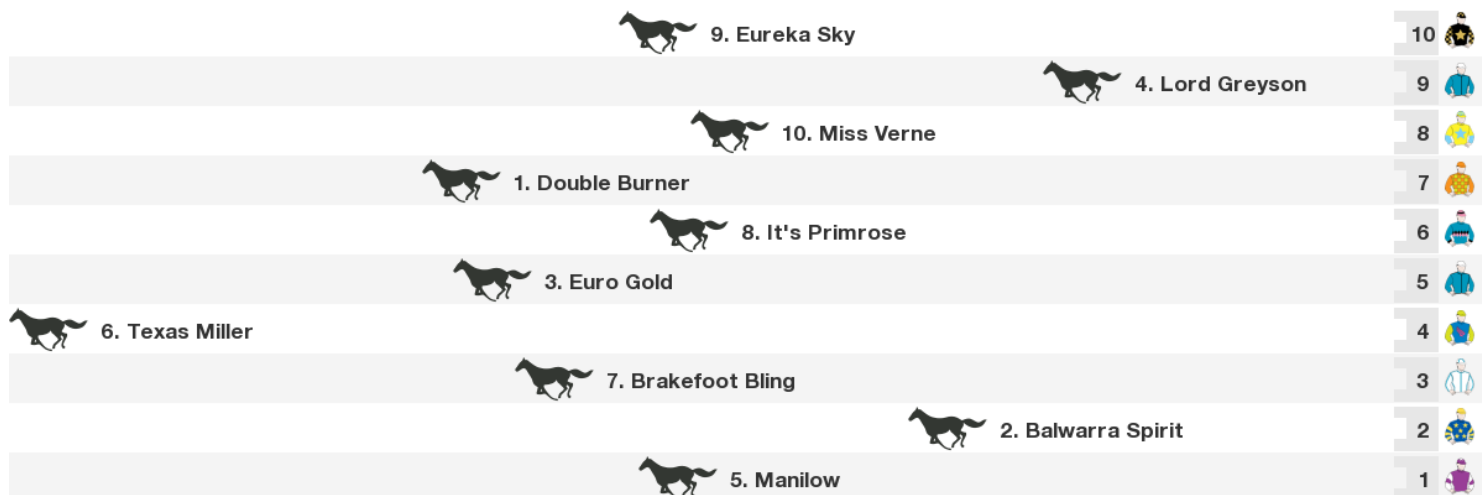 9. Eureka Sky 10
4. Lord Greyson 9
10. Miss Verne 8
1. Double Burner 7
8. It's Primrose 6
3. Euro Gold 5
6. Texas Miller 4
7. Brakefoot Bling 3
2. Balwarra Spirit 2
5. Manilow 1